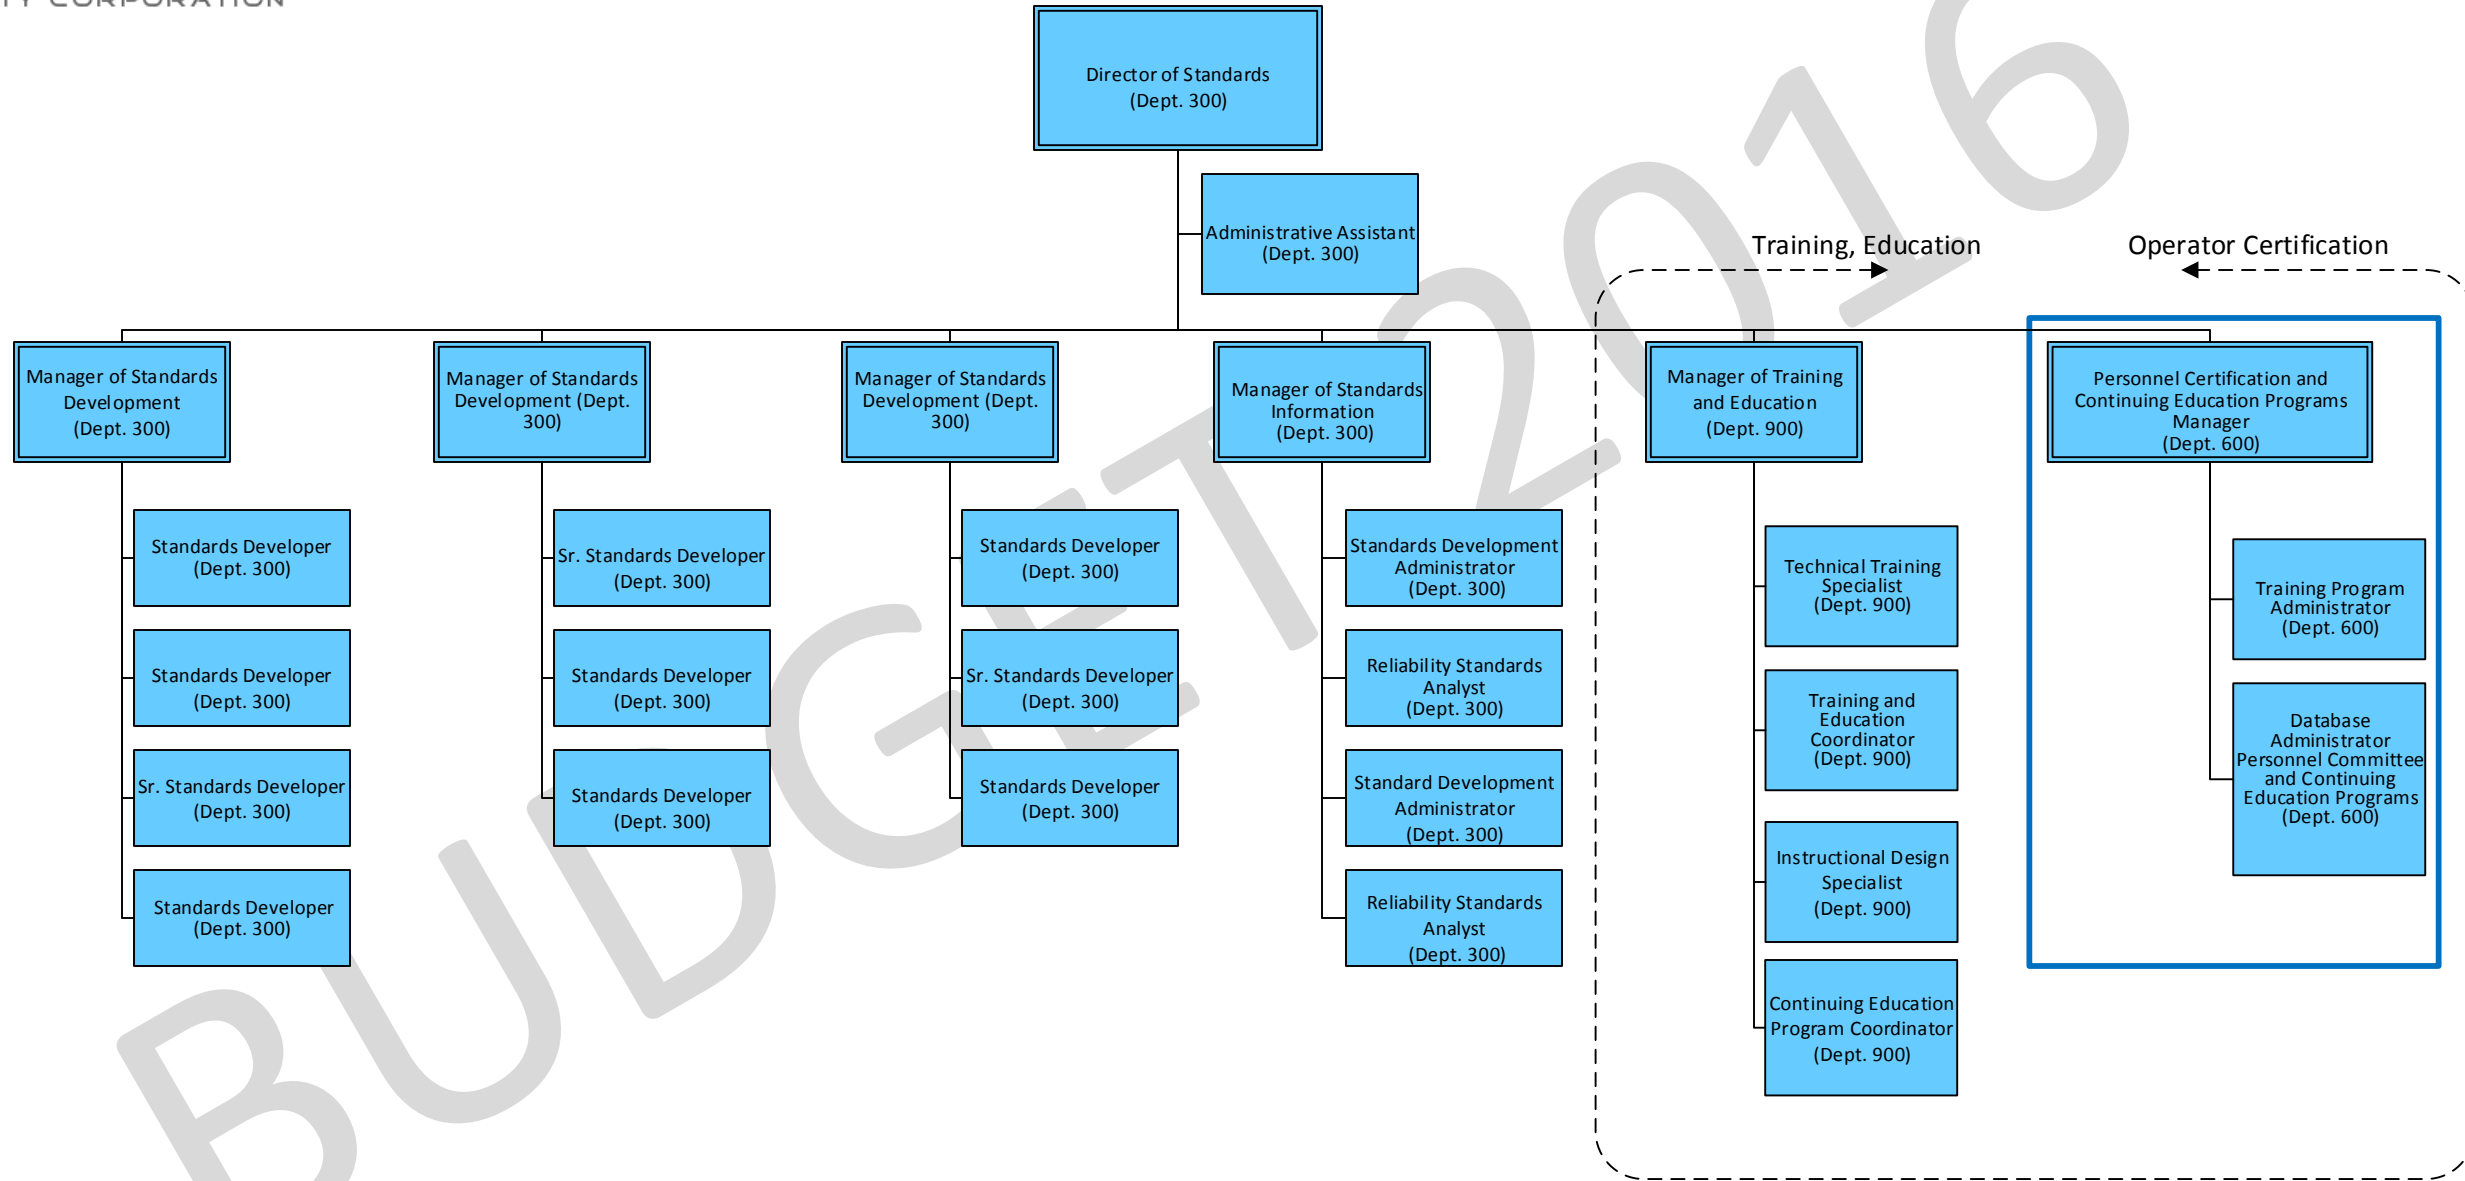 CORPORATION
BUDGET 2016
Director of Standards
(Dept. 300)
Administrative Assistant
(Dept. 300)
Training, Education
Operator Certification
Manager of Standards
Development
(Dept. 300)
Manager of Standards
Development (Dept.
300)
Manager of Standards
Development (Dept.
300)
Manager of Standards
Information
(Dept. 300)
Manager of Training
and Education
(Dept. 900)
Personnel Certification and
Continuing Education Programs
Manager
(Dept. 600)
Standards Developer
(Dept. 300)
Standards Developer
(Dept. 300)
Sr. Standards Developer
(Dept. 300)
Standards Developer
(Dept. 300)
Sr. Standards Developer
(Dept. 300)
Standards Developer
(Dept. 300)
Standards Developer
(Dept. 300)
Standards Developer
(Dept. 300)
Sr. Standards Developer
(Dept. 300)
Standards Developer
(Dept. 300)
Standards Development
Administrator
(Dept. 300)
Reliability Standards
Analyst
(Dept. 300)
Standard Development
Administrator
(Dept. 300)
Reliability Standards
Analyst
(Dept. 300)
Technical Training
Specialist
(Dept. 900)
Training and
Education
Coordinator
(Dept. 900)
Instructional Design
Specialist
(Dept. 900)
Continuing Education
Program Coordinator
(Dept. 900)
Training Program
Administrator
(Dept. 600)
Database
Administrator
Personnel Committee
and Continuing
Education Programs
(Dept. 600)